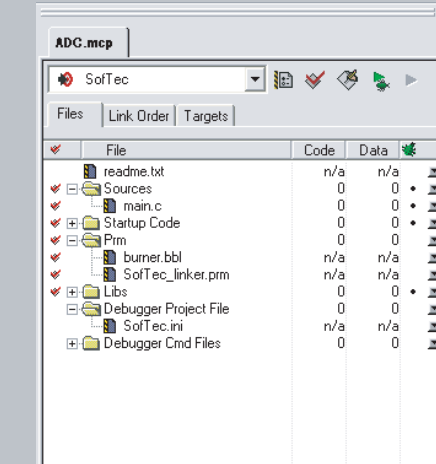 ADC.mcp
SofTec
Files Link Order Targets
File Code Data
readme.txt n/a n/a
Sources 0 0
main.c 0 0
Startup Code 0 0
Prm 0 0
burner.bbl n/a n/a
SofTec_linker.prm n/a n/a
Libs 0 0
Debugger Project File 0 0
SofTec.ini n/a n/a
Debugger Cmd Files 0 0